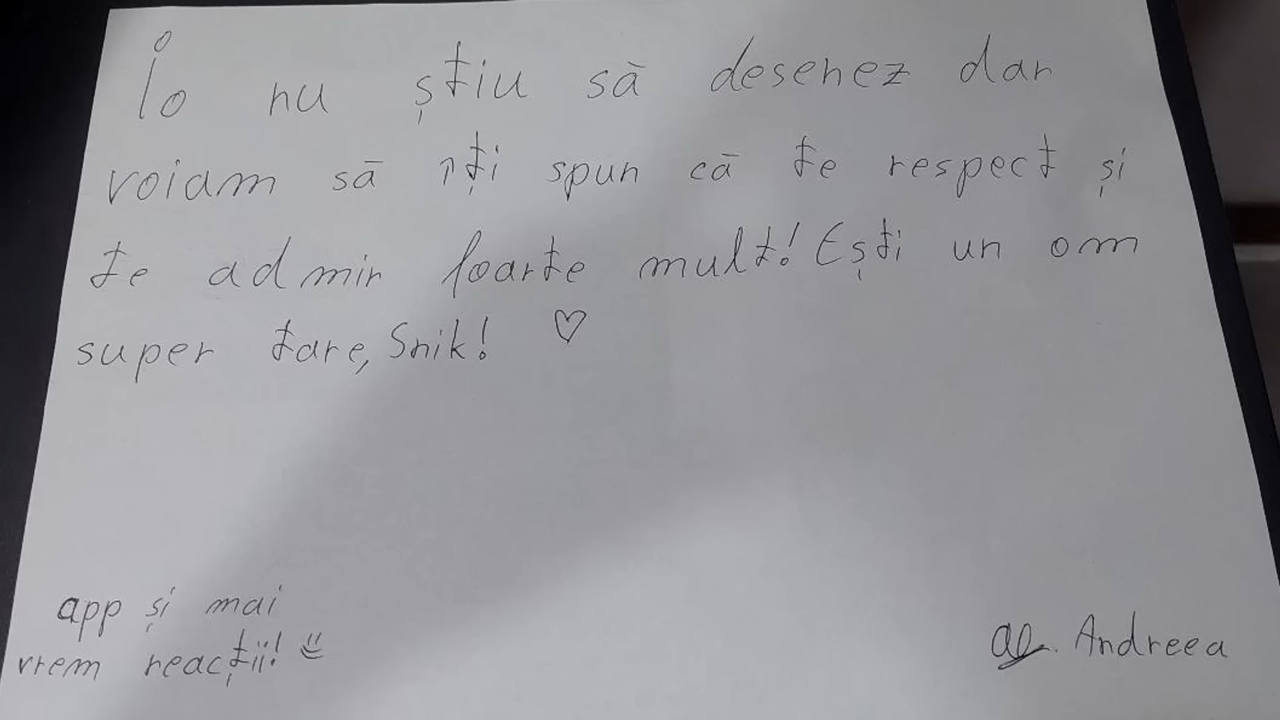 Io nu știu să desenez dar
voiam să îți spun că te respect și
te admir foarte mult! Ești un om
super tare, Snik! ♡
app și mai
vrem reacții!
Andreea